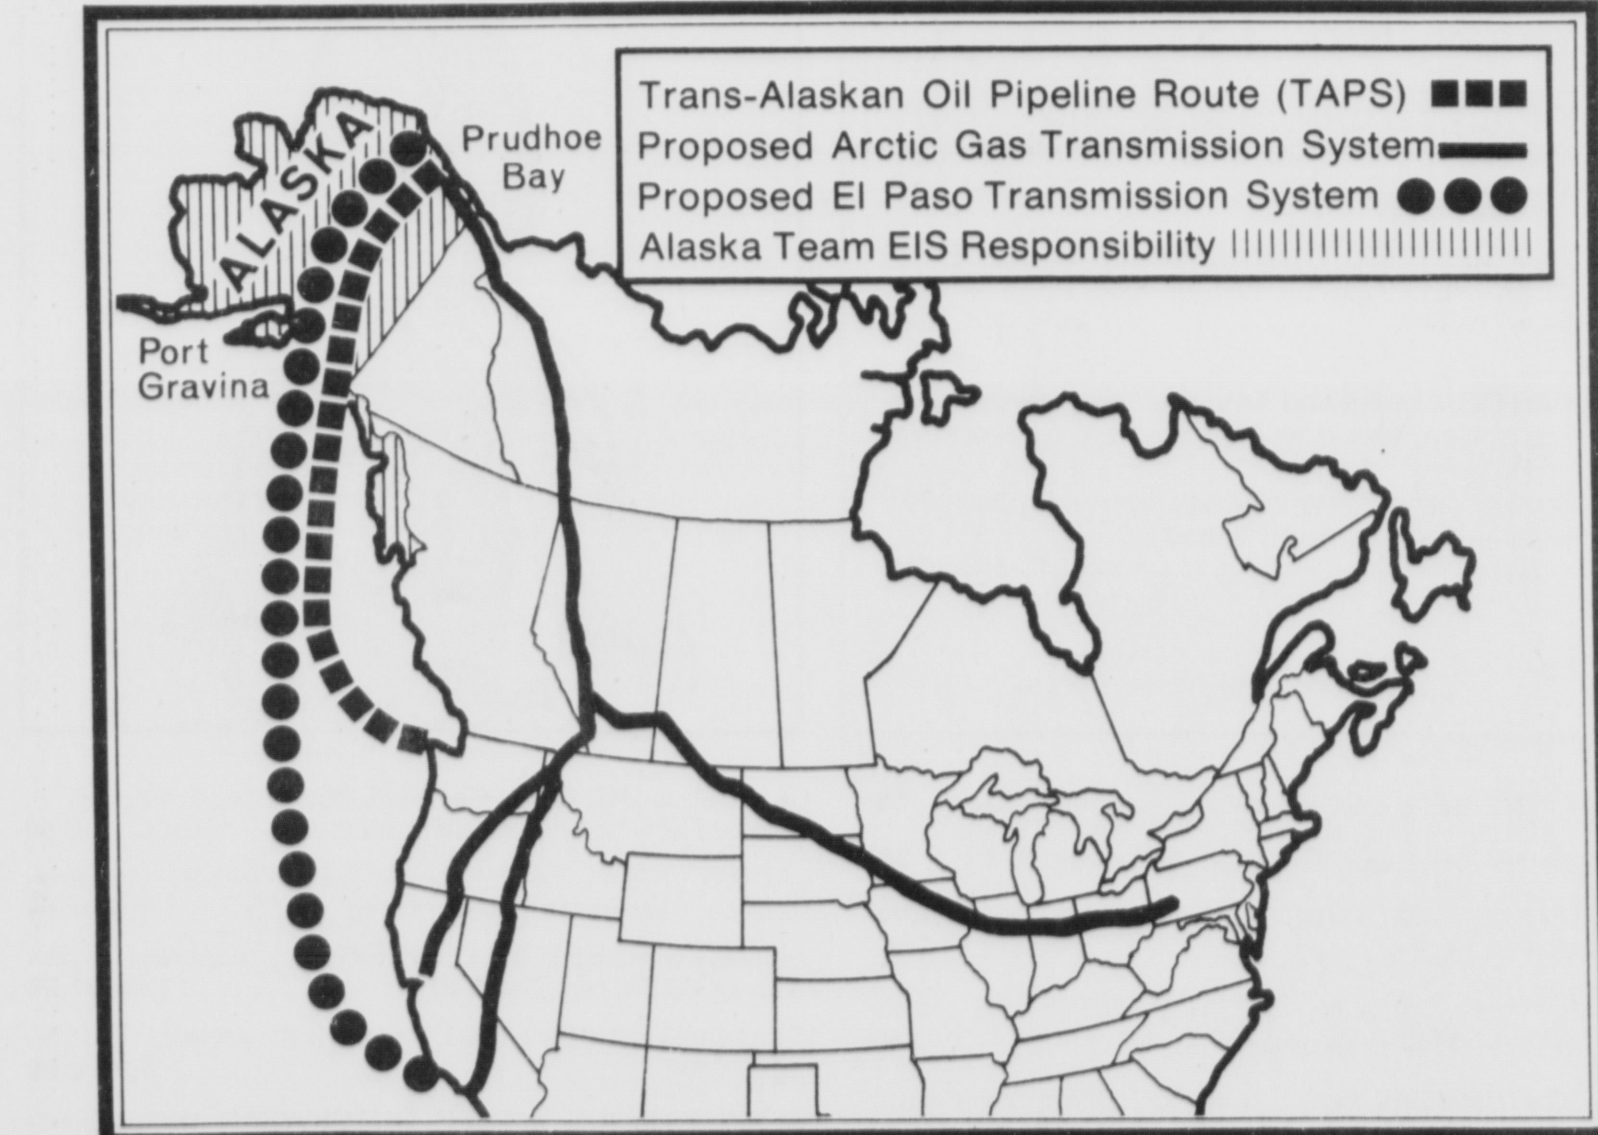 Trans-Alaskan Oil Pipeline Route (TAPS)
Proposed Arctic Gas Transmission System
Proposed El Paso Transmission System
Alaska Team EIS Responsibility
ALASKA
Prudhoe
Bay
Port
Gravina